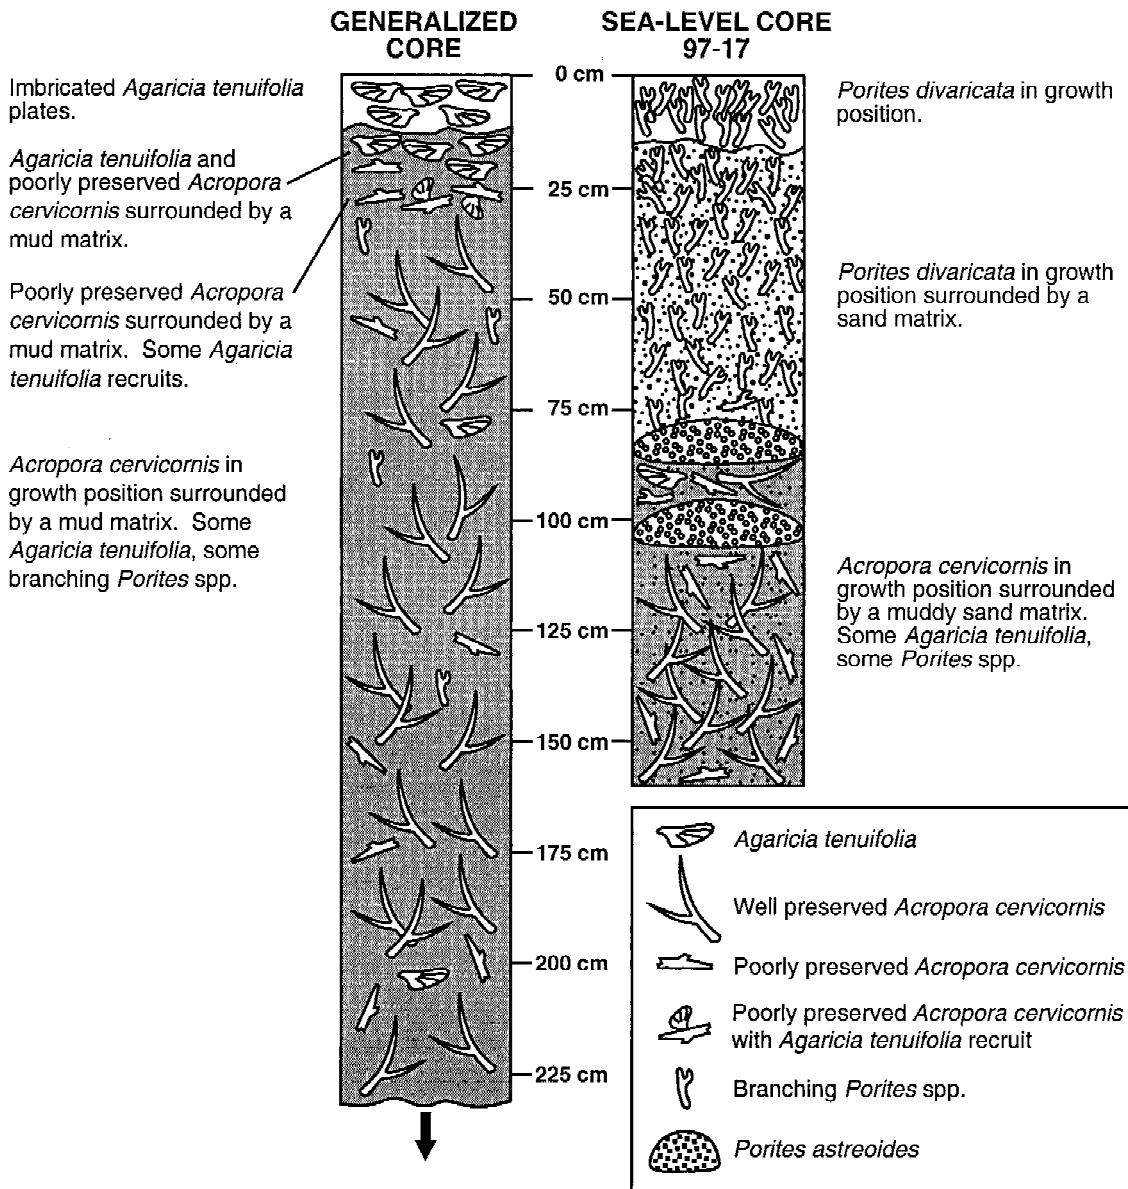 GENERALIZED
CORE
SEA-LEVEL CORE
97-17
Imbricated Agaricia tenuifolia
plates.
Agaricia tenuifolia and
poorly preserved Acropora
cervicornis surrounded by a
mud matrix.
Poorly preserved Acropora
cervicornis surrounded by a
mud matrix. Some Agaricia
tenuifolia recruits.
Acropora cervicornis in
growth position surrounded
by a mud matrix. Some
Agaricia tenuifolia, some
branching Porites spp.
0 cm
25 cm
50 cm
75 cm
100 cm
125 cm
150 cm
175 cm
200 cm
225 cm
Porites divaricata in growth
position.
Porites divaricata in growth
position surrounded by a
sand matrix.
Acropora cervicornis in
growth position surrounded
by a muddy sand matrix.
Some Agaricia tenuifolia,
some Porites spp.
Agaricia tenuifolia
Well preserved Acropora cervicornis
Poorly preserved Acropora cervicornis
Poorly preserved Acropora cervicornis
with Agaricia tenuifolia recruit
Branching Porites spp.
Porites astreoides